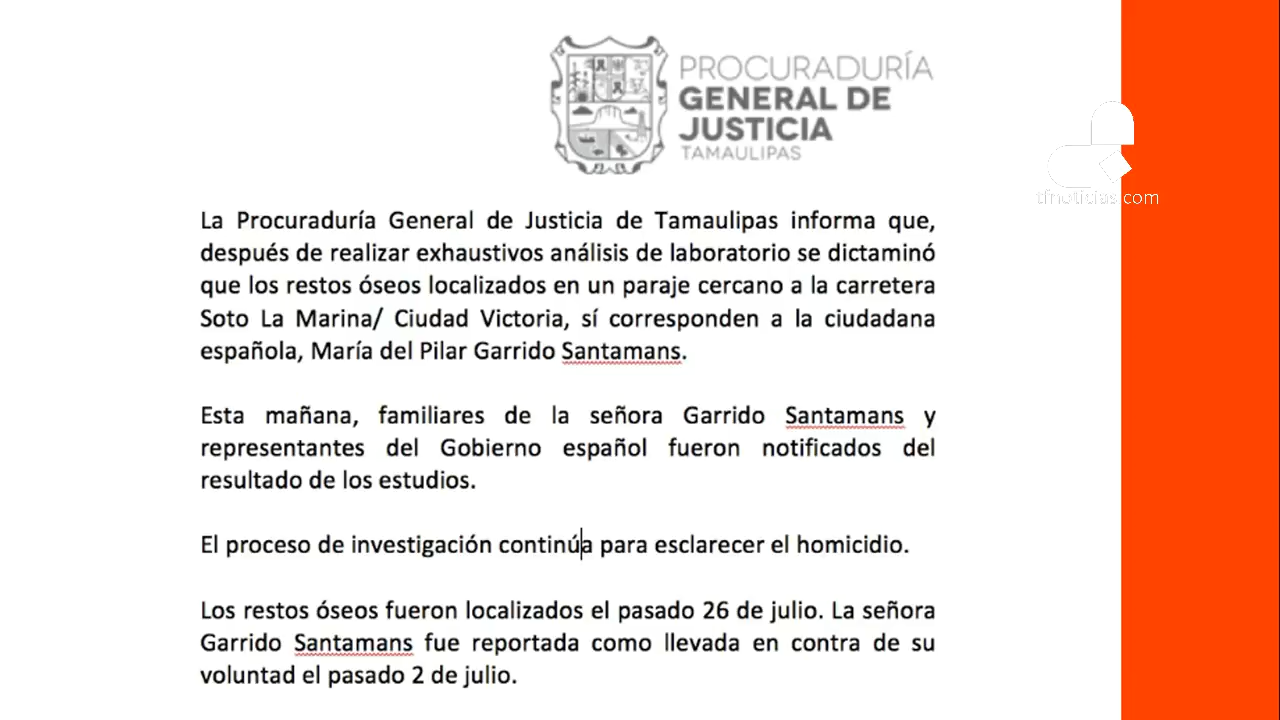 PROCURADURÍA
GENERAL DE
JUSTICIA
TAMAULIPAS
tlnoticias.com
La Procuraduría General de Justicia de Tamaulipas informa que,
después de realizar exhaustivos análisis de laboratorio se dictaminó
que los restos óseos localizados en un paraje cercano a la carretera
Soto La Marina/ Ciudad Victoria, sí corresponden a la ciudadana
española, María del Pilar Garrido Santamans.
Esta mañana, familiares de la señora Garrido Santamans y
representantes del Gobierno español fueron notificados del
resultado de los estudios.
El proceso de investigación continúa para esclarecer el homicidio.
Los restos óseos fueron localizados el pasado 26 de julio. La señora
Garrido Santamans fue reportada como llevada en contra de su
voluntad el pasado 2 de julio.